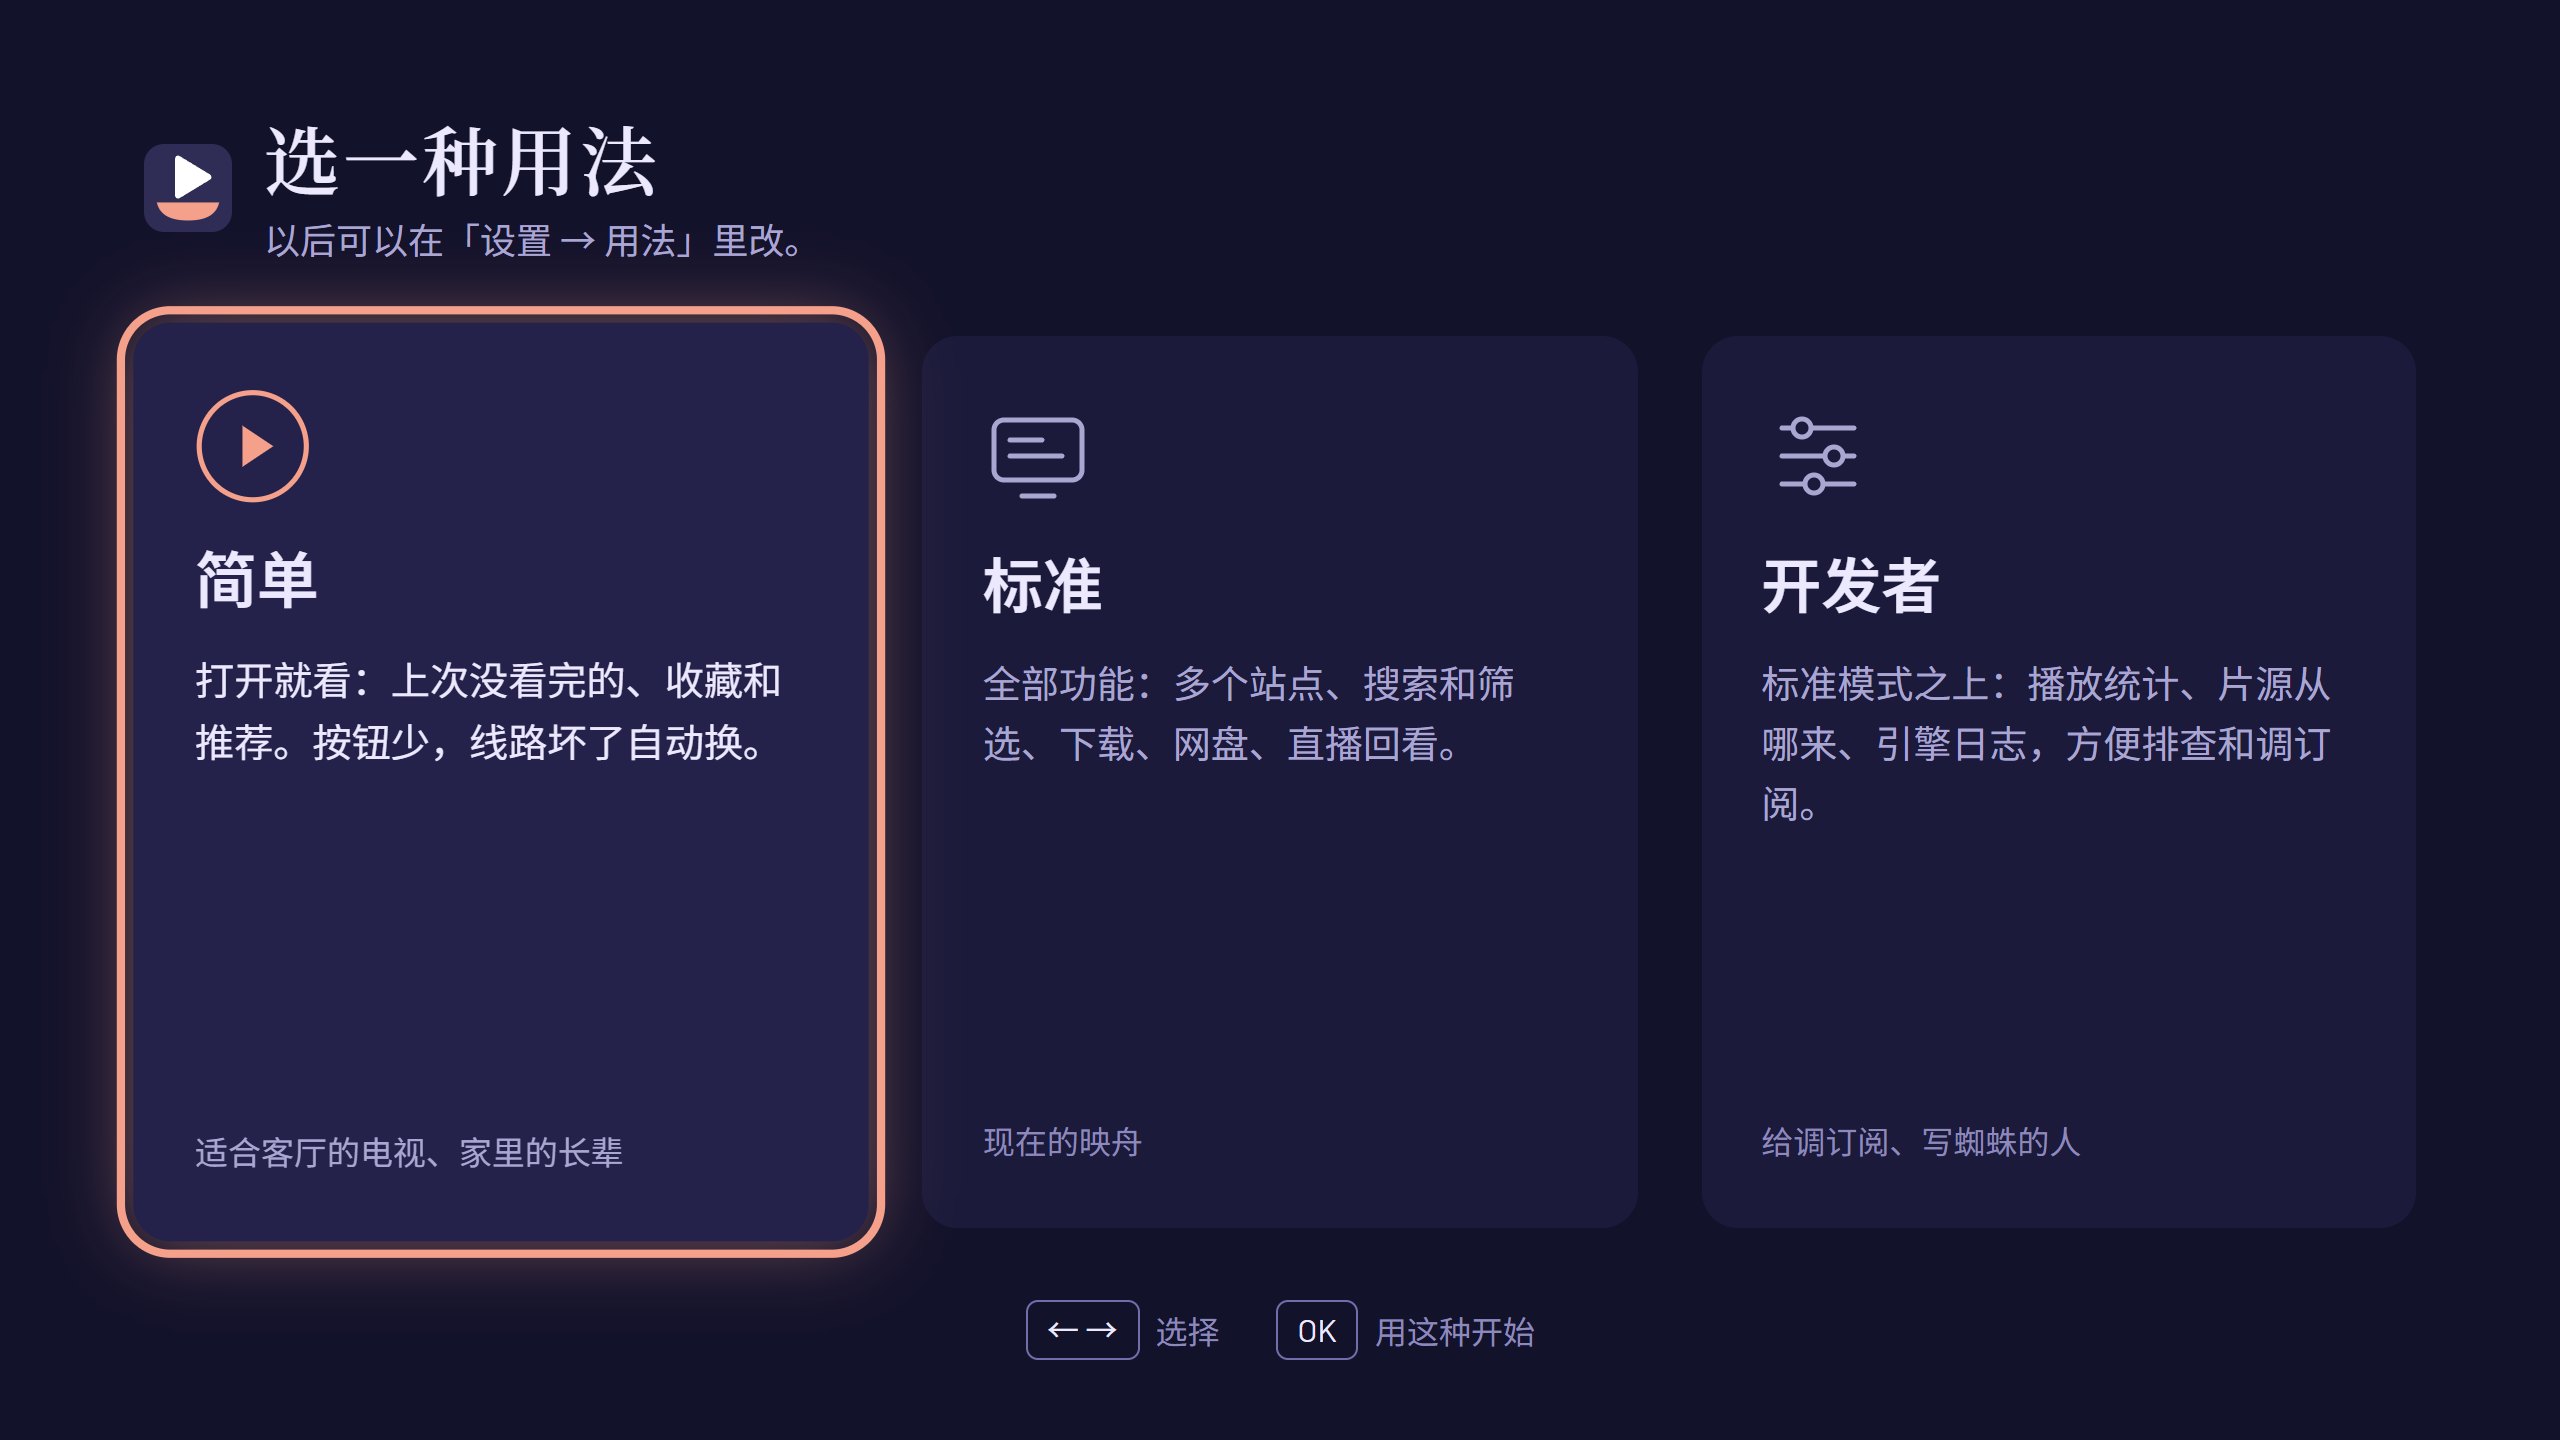 选一种用法
以后可以在「设置 → 用法」里改。
简单
打开就看：上次没看完的、收藏和
推荐。按钮少，线路坏了自动换。
适合客厅的电视、家里的长辈
标准
全部功能：多个站点、搜索和筛
选、下载、网盘、直播回看。
现在的映舟
开发者
标准模式之上：播放统计、片源从
哪来、引擎日志，方便排查和调订
阅。
给调订阅、写蜘蛛的人
←→ 选择 OK 用这种开始